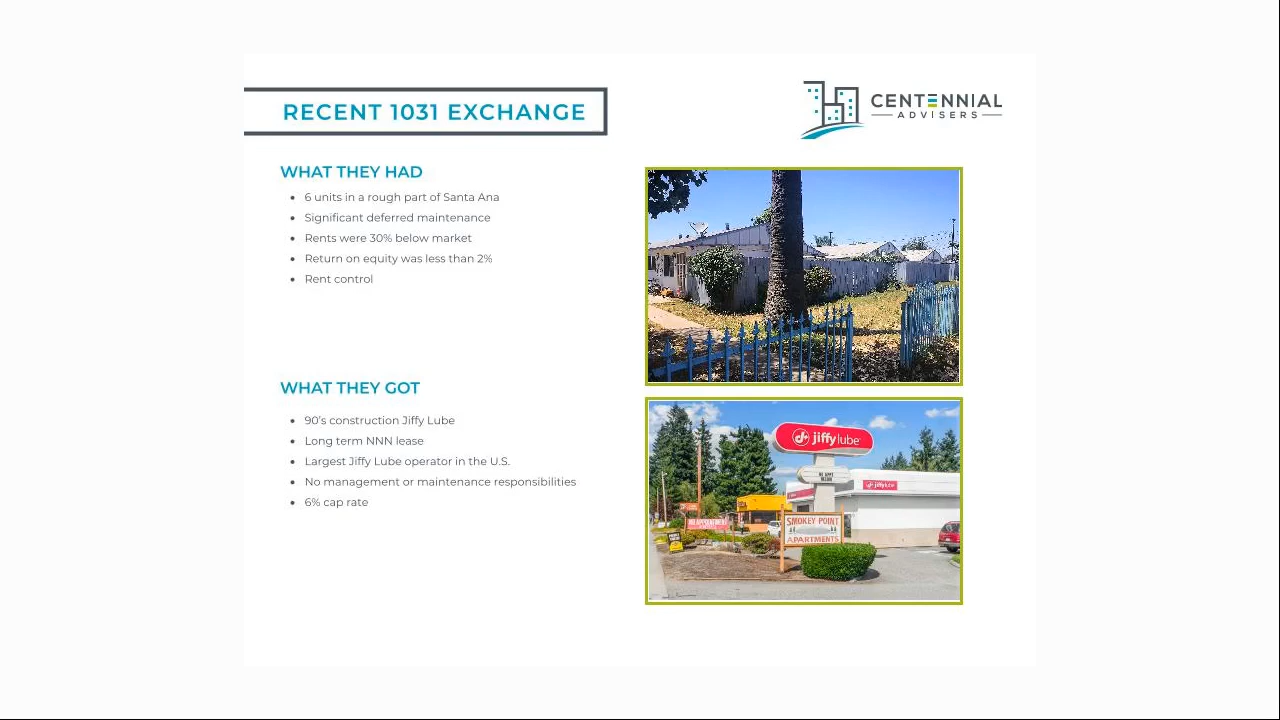 RECENT 1031 EXCHANGE
CENTENNIAL
ADVISERS
WHAT THEY HAD
• 6 units in a rough part of Santa Ana
• Significant deferred maintenance
• Rents were 30% below market
• Return on equity was less than 2%
• Rent control
WHAT THEY GOT
• 90's construction Jiffy Lube
• Long term NNN lease
• Largest Jiffy Lube operator in the U.S.
• No management or maintenance responsibilities
• 6% cap rate
jiffylube
jiffylube
NO APPOINTMENT
SMOKEY POINT
APARTMENTS